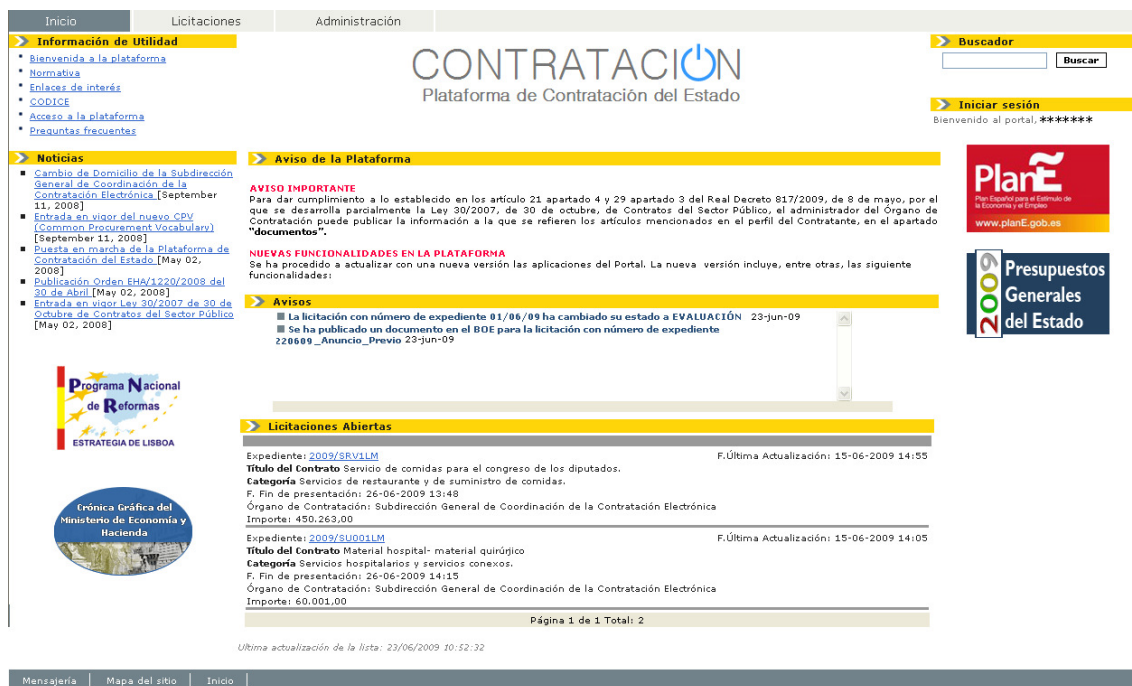 Inicio
Licitaciones
Administración
Información de Utilidad
Bienvenida a la plataforma
Normativa
Enlaces de interés
CODICE
Acceso a la plataforma
Preguntas frecuentes
Noticias
Cambio de Domicilio de la Subdirección
General de Coordinación de la
Contratación Electrónica [September
11, 2008]
Entrada en vigor del nuevo CPV
(Common Procurement Vocabulary)
[September 11, 2008]
Puesta en marcha de la Plataforma de
Contratación del Estado [May 02,
2008]
Publicación Orden EHA/1220/2008 del
30 de Abril [May 02, 2008]
Entrada en vigor Ley 30/2007 de 30 de
Octubre de Contratos del Sector Público
[May 02, 2008]
Programa Nacional
de Reformas
ESTRATEGIA DE LISBOA
Crónica Gráfica del
Ministerio de Economía y
Hacienda
CONTRATACIÓN
Plataforma de Contratación del Estado
Aviso de la Plataforma
AVISO IMPORTANTE
Para dar cumplimiento a lo establecido en los artículo 21 apartado 4 y 29 apartado 3 del Real Decreto 817/2009, de 8 de mayo, por el
que se desarrolla parcialmente la Ley 30/2007, de 30 de octubre, de Contratos del Sector Público, el administrador del Órgano de
Contratación puede publicar la información a la que se refieren los artículos mencionados en el perfil del Contratante, en el apartado
"documentos".
NUEVAS FUNCIONALIDADES EN LA PLATAFORMA
Se ha procedido a actualizar con una nueva versión las aplicaciones del Portal. La nueva versión incluye, entre otras, las siguiente
funcionalidades:
Avisos
La licitación con número de expediente 01/06/09 ha cambiado su estado a EVALUACIÓN 23-jun-09
Se ha publicado un documento en el BOE para la licitación con número de expediente
220609_Anuncio_Previo 23-jun-09
Licitaciones Abiertas
Expediente: 2009/SRV1LM F.Última Actualización: 15-06-2009 14:55
Título del Contrato Servicio de comidas para el congreso de los diputados.
Categoría Servicios de restaurante y de suministro de comidas.
F. Fin de presentación: 26-06-2009 13:48
Órgano de Contratación: Subdirección General de Coordinación de la Contratación Electrónica
Importe: 450.263,00
Expediente: 2009/SU001LM F.Última Actualización: 15-06-2009 14:05
Título del Contrato Material hospital- material quirúrjico
Categoría Servicios hospitalarios y servicios conexos.
F. Fin de presentación: 26-06-2009 14:15
Órgano de Contratación: Subdirección General de Coordinación de la Contratación Electrónica
Importe: 60.001,00
Página 1 de 1 Total: 2
Ultima actualización de la lista: 23/06/2009 10:52:32
Buscador
Buscar
Iniciar sesión
Bienvenido al portal, *******
PlanE
Plan Español para el Estímulo de
la Economía y el Empleo
www.planE.gob.es
2009
Presupuestos
Generales
del Estado
Mensajería | Mapa del sitio | Inicio |